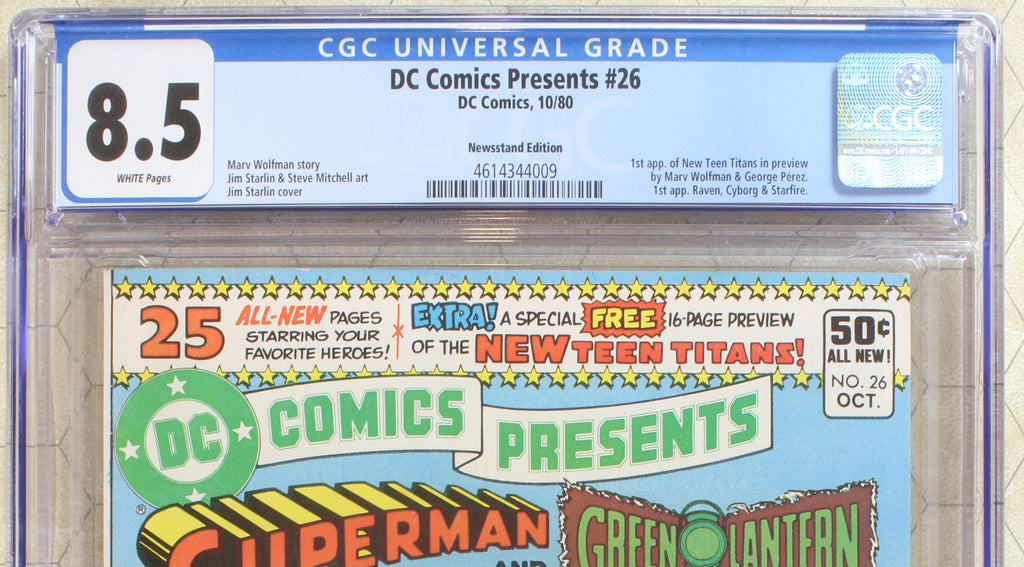 CGC UNIVERSAL GRADE
8.5
WHITE Pages
DC Comics Presents #26
DC Comics, 10/80
Newsstand Edition
4614344009
Marv Wolfman story
Jim Starlin & Steve Mitchell art
Jim Starlin cover
1st app. of New Teen Titans in preview
by Marv Wolfman & George Pérez.
1st app. Raven, Cyborg & Starfire.
CGC
25
ALL-NEW PAGES
STARRING YOUR
FAVORITE HEROES!
EXTRA! A SPECIAL FREE 16-PAGE PREVIEW
OF THE NEW TEEN TITANS!
50¢
ALL NEW!
NO. 26
OCT.
DC
COMICS
PRESENTS
®
SUPERMAN
AND
GREEN LANTERN